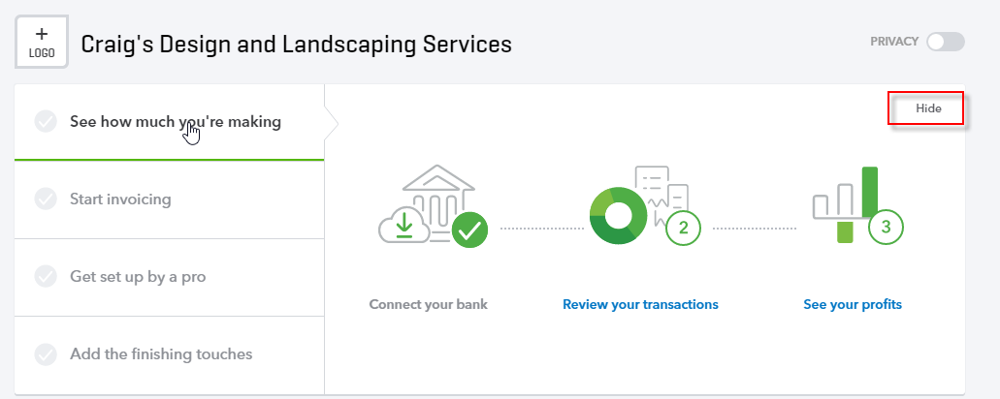 +
LOGO
Craig's Design and Landscaping Services
PRIVACY
See how much you're making
Start invoicing
Get set up by a pro
Add the finishing touches
Hide
2
3
Connect your bank
Review your transactions
See your profits